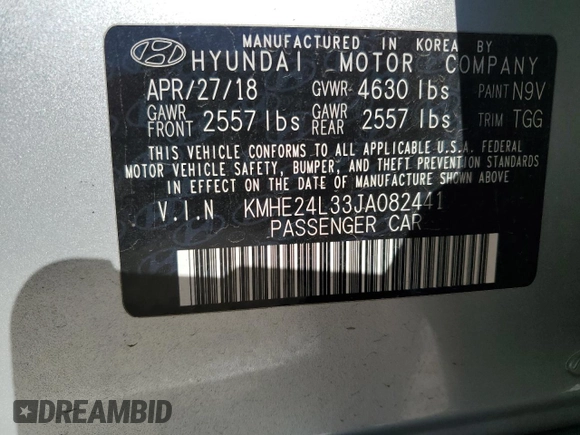 MANUFACTURED IN KOREA BY
HYUNDAI MOTOR COMPANY
APR/27/18 GVWR 4630 lbs PAINT N9V
GAWR FRONT 2557 lbs GAWR REAR 2557 lbs TRIM TGG
THIS VEHICLE CONFORMS TO ALL APPLICABLE U.S.A. FEDERAL
MOTOR VEHICLE SAFETY, BUMPER, AND THEFT PREVENTION STANDARDS
IN EFFECT ON THE DATE OF MANUFACTURE SHOWN ABOVE
V.I.N KMHE24L33JA082441
PASSENGER CAR
DREAMBID